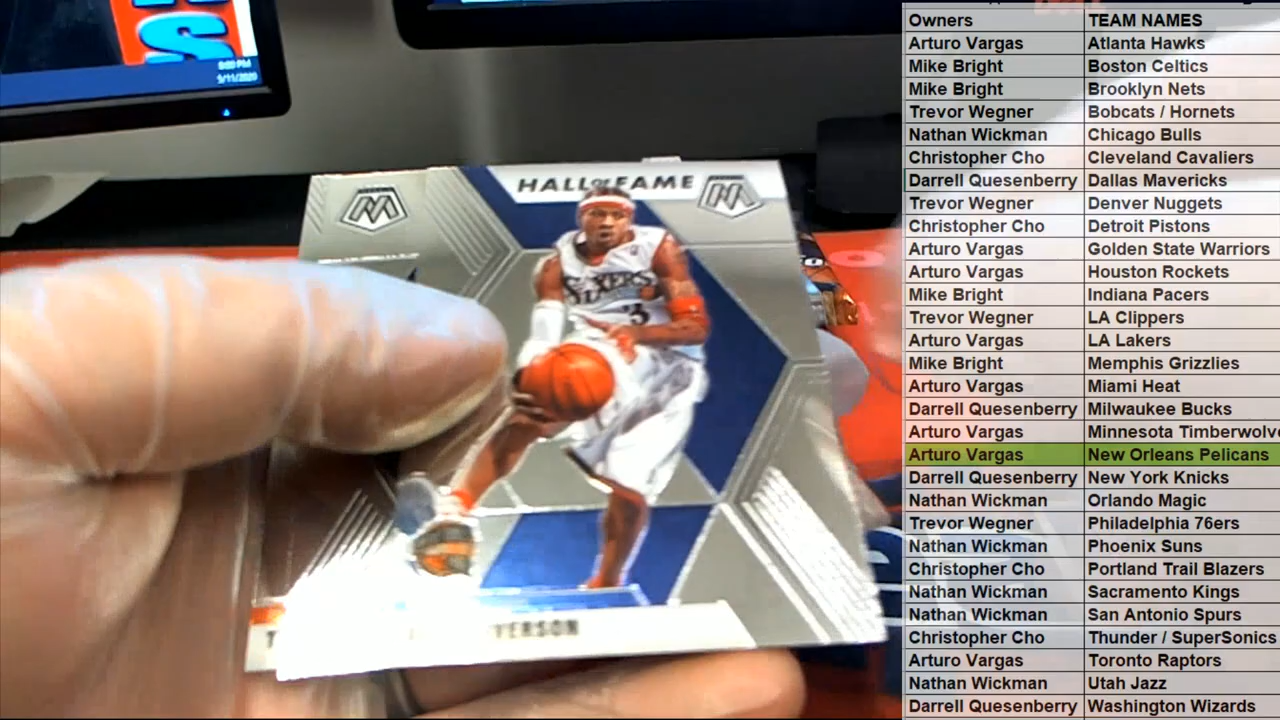 S
8:00 PM
5/11/2020
HALL OF FAME
M
M
SIXERS
3
VERSON
Owners TEAM NAMES
Arturo Vargas Atlanta Hawks
Mike Bright Boston Celtics
Mike Bright Brooklyn Nets
Trevor Wegner Bobcats / Hornets
Nathan Wickman Chicago Bulls
Christopher Cho Cleveland Cavaliers
Darrell Quesenberry Dallas Mavericks
Trevor Wegner Denver Nuggets
Christopher Cho Detroit Pistons
Arturo Vargas Golden State Warriors
Arturo Vargas Houston Rockets
Mike Bright Indiana Pacers
Trevor Wegner LA Clippers
Arturo Vargas LA Lakers
Mike Bright Memphis Grizzlies
Arturo Vargas Miami Heat
Darrell Quesenberry Milwaukee Bucks
Arturo Vargas Minnesota Timberwolve
Arturo Vargas New Orleans Pelicans
Darrell Quesenberry New York Knicks
Nathan Wickman Orlando Magic
Trevor Wegner Philadelphia 76ers
Nathan Wickman Phoenix Suns
Christopher Cho Portland Trail Blazers
Nathan Wickman Sacramento Kings
Nathan Wickman San Antonio Spurs
Christopher Cho Thunder / SuperSonics
Arturo Vargas Toronto Raptors
Nathan Wickman Utah Jazz
Darrell Quesenberry Washington Wizards